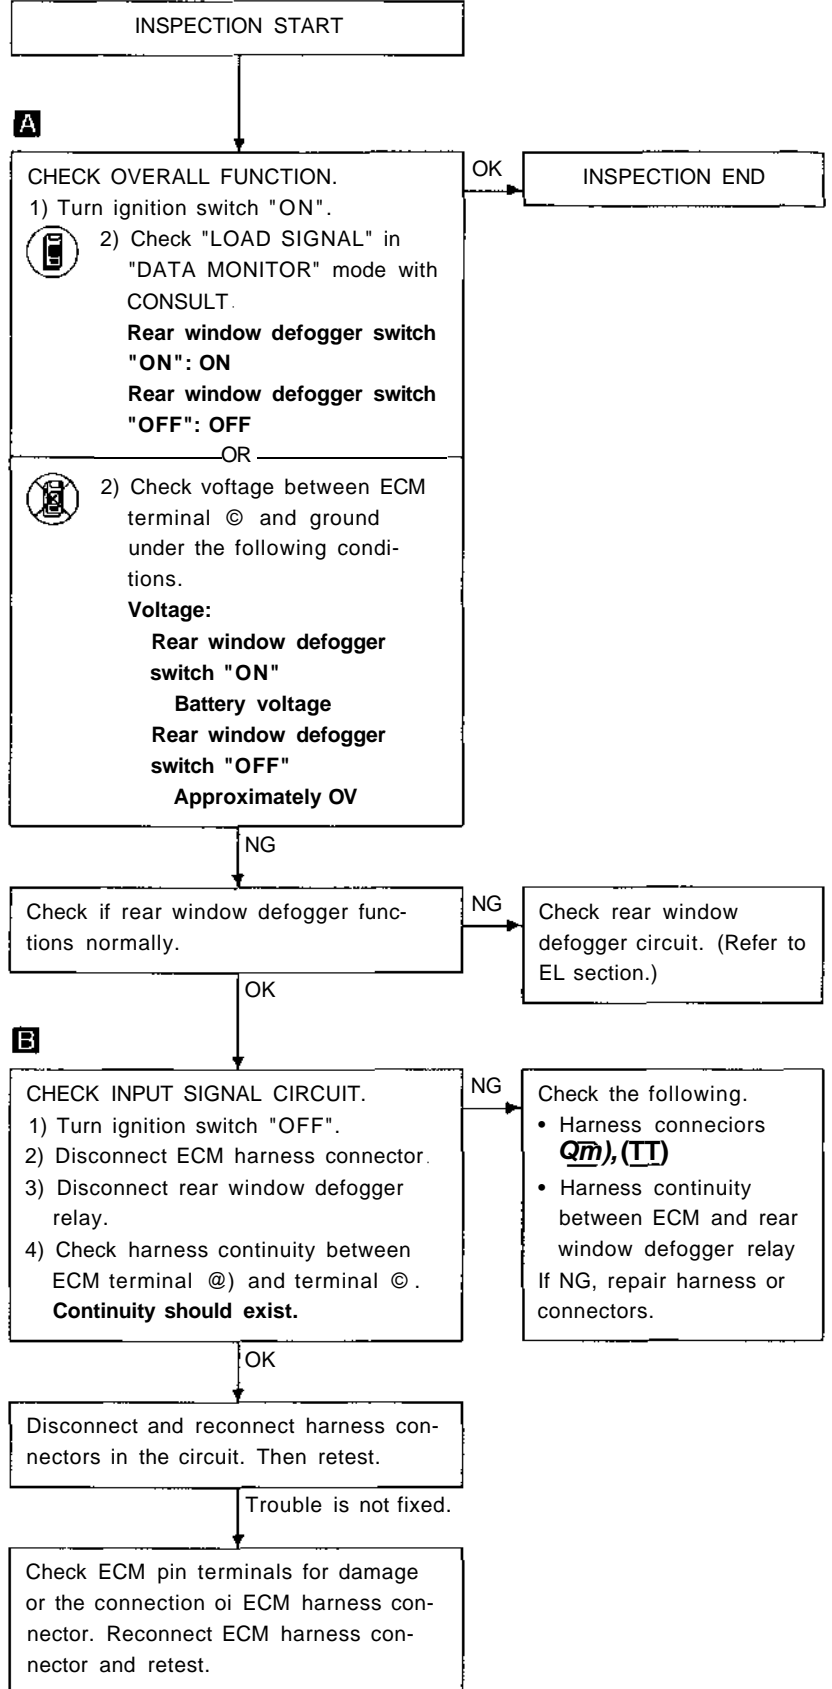 INSPECTION START
A
CHECK OVERALL FUNCTION.
1) Turn ignition switch "ON".
2) Check "LOAD SIGNAL" in
"DATA MONITOR" mode with
CONSULT.
Rear window defogger switch
"ON": ON
Rear window defogger switch
"OFF": OFF
OR
2) Check voftage between ECM
terminal © and ground
under the following condi-
tions.
Voltage:
Rear window defogger
switch "ON"
Battery voltage
Rear window defogger
switch "OFF"
Approximately OV
OK
INSPECTION END
NG
Check if rear window defogger func-
tions normally.
NG
Check rear window
defogger circuit. (Refer to
EL section.)
OK
B
CHECK INPUT SIGNAL CIRCUIT.
1) Turn ignition switch "OFF".
2) Disconnect ECM harness connector.
3) Disconnect rear window defogger
relay.
4) Check harness continuity between
ECM terminal @) and terminal ©.
Continuity should exist.
NG
Check the following.
• Harness conneciors
Qm), (TT)
• Harness continuity
between ECM and rear
window defogger relay
If NG, repair harness or
connectors.
OK
Disconnect and reconnect harness con-
nectors in the circuit. Then retest.
Trouble is not fixed.
Check ECM pin terminals for damage
or the connection oi ECM harness con-
nector. Reconnect ECM harness con-
nector and retest.